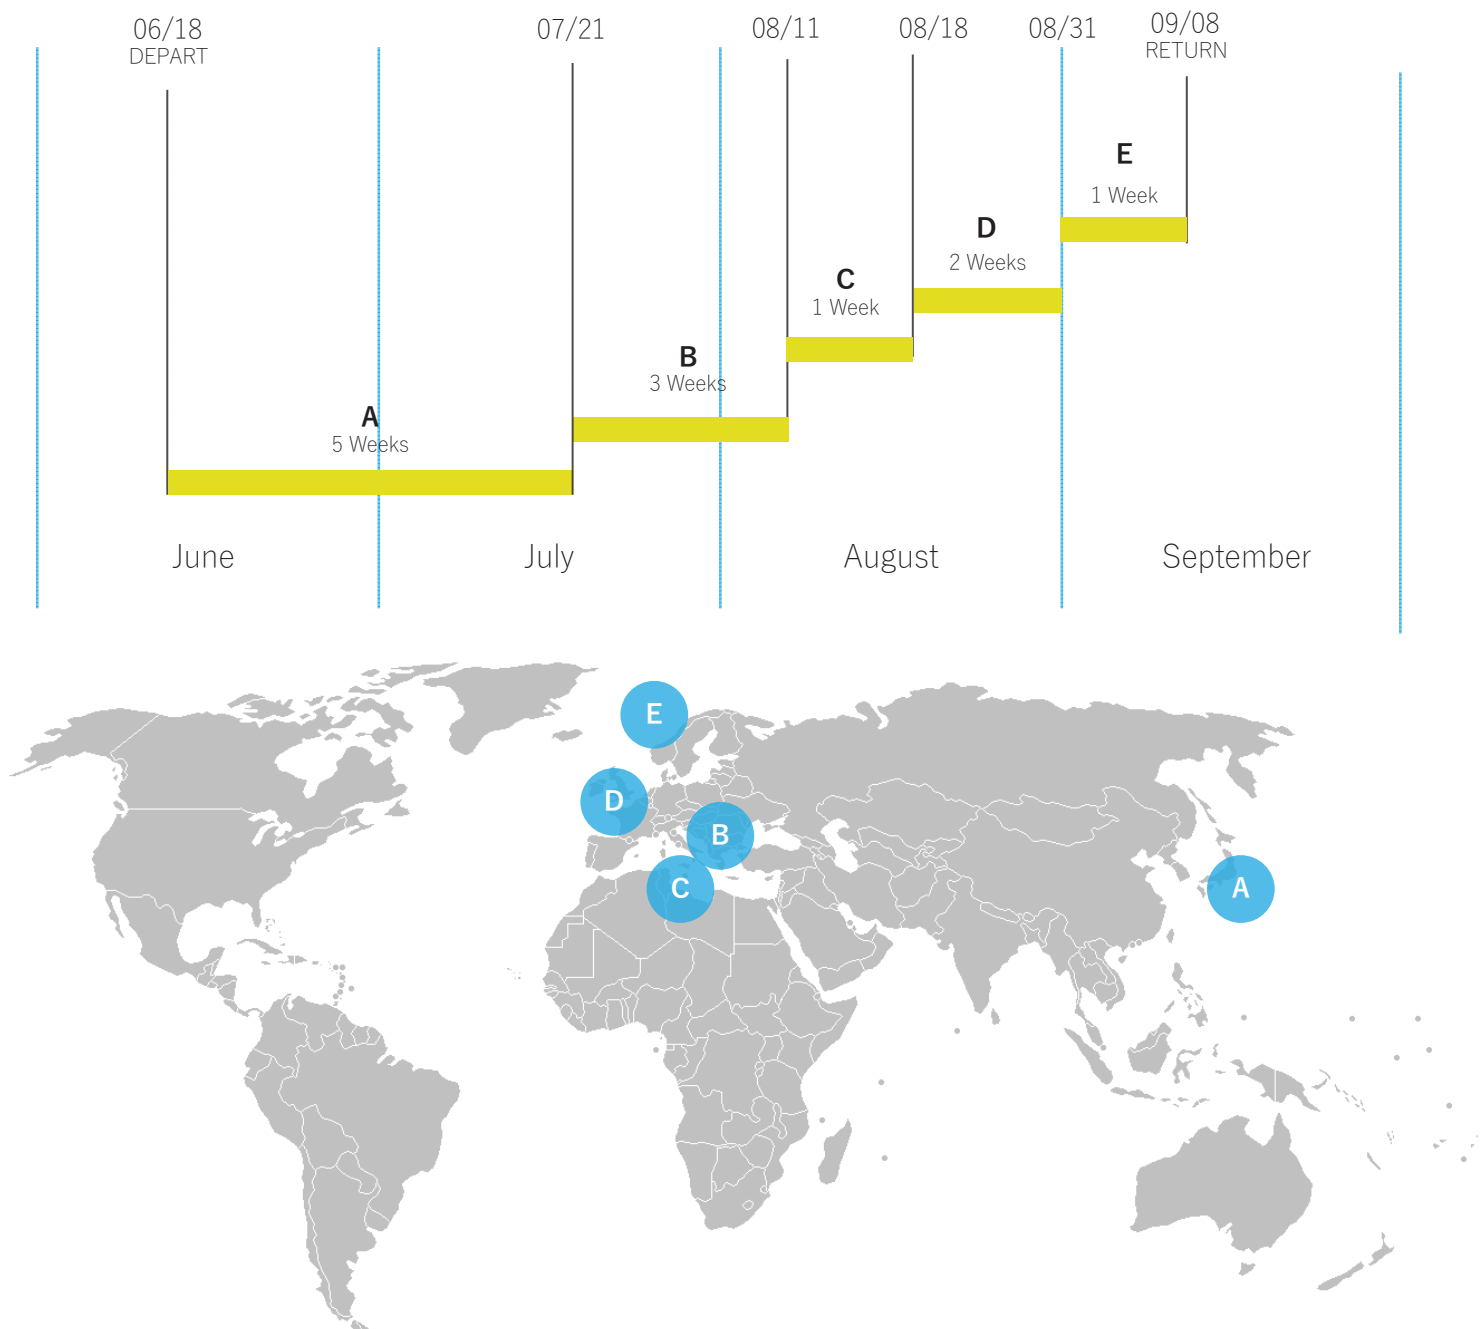 06/18
DEPART
07/21
08/11
08/18
08/31
09/08
RETURN
E
1 Week
D
2 Weeks
C
1 Week
B
3 Weeks
A
5 Weeks
June
July
August
September
E
D
B
C
A